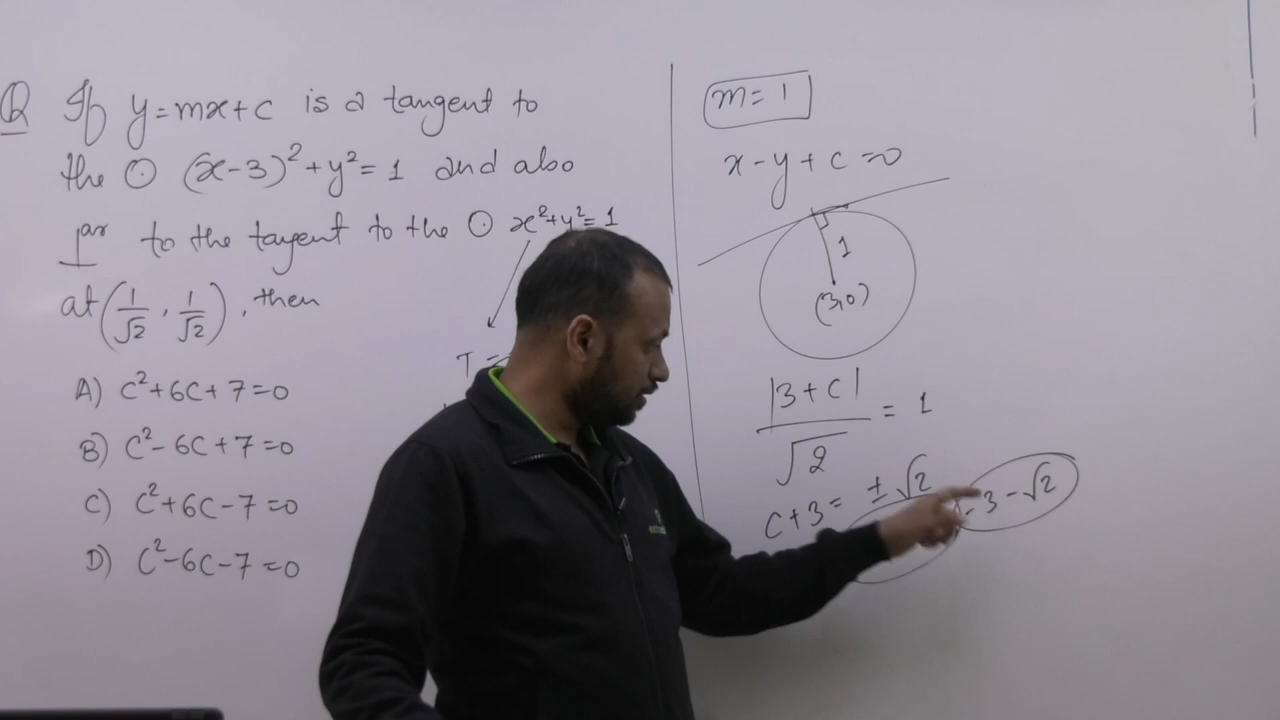 Q If y=mx+c is a tangent to
the ⊙ (x-3)²+y²=1 and also
⊥ar to the tangent to the ⊙ x²+y²=1
at (1/√2, 1/√2), then
T =
A) c²+6c+7=0
B) c²-6c+7=0
C) c²+6c-7=0
D) c²-6c-7=0
m=1
x-y+c=0
1
(3,0)
|3+c|/√2 = 1
c+3= ±√2
-3-√2